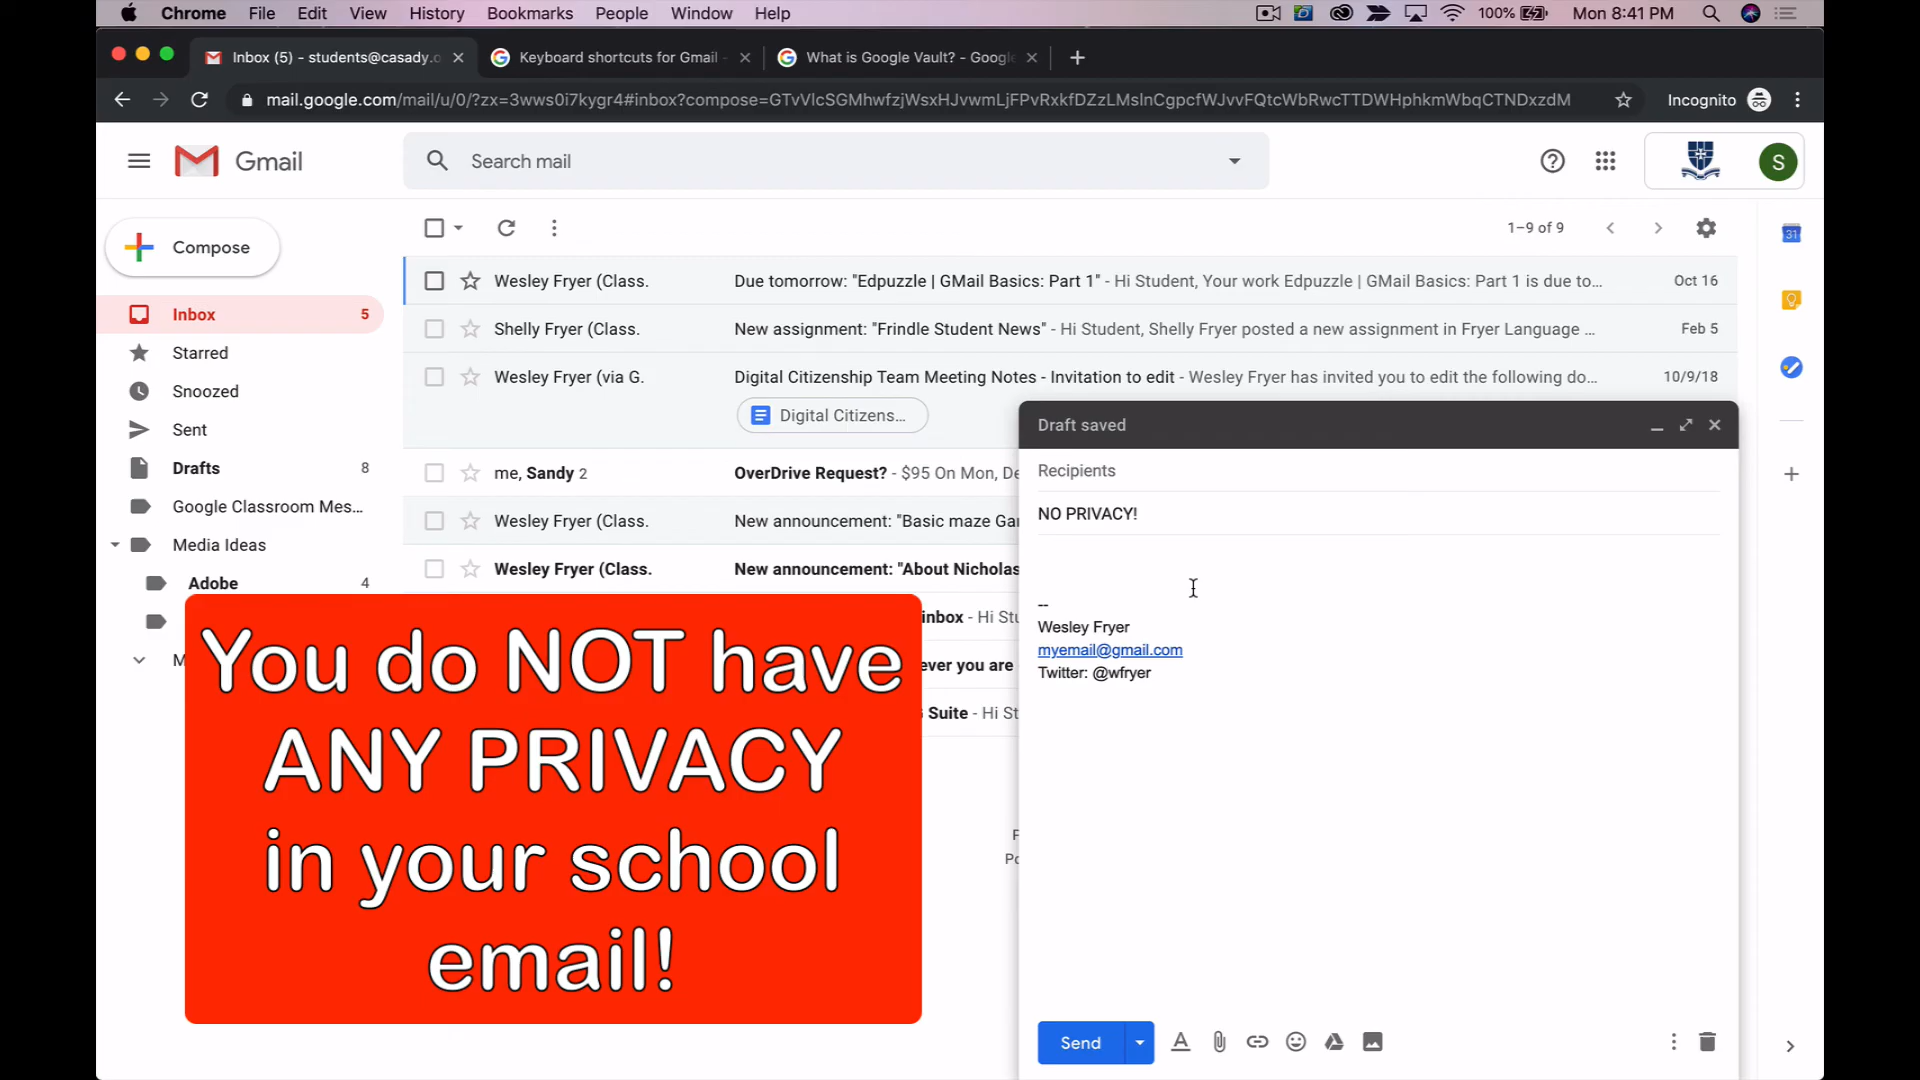 Chrome File Edit View History Bookmarks People Window Help 100% Mon 8:41 PM
Inbox (5) - students@casady.o Keyboard shortcuts for Gmail - What is Google Vault? - Google
mail.google.com/mail/u/0/?zx=3wws0i7kygr4#inbox?compose=GTvVlcSGMhwfzjWsxHJvwmLjFPvRxkfDZzLMslnCgpcfWJvvFQtcWbRwcTTDWHphkmWbqCTNDxzdM Incognito
Gmail Search mail S
Compose
1–9 of 9
31
Inbox 5
Starred
Snoozed
Sent
Drafts 8
Google Classroom Mes...
Media Ideas
Adobe 4
M
Wesley Fryer (Class. Due tomorrow: "Edpuzzle | GMail Basics: Part 1" - Hi Student, Your work Edpuzzle | GMail Basics: Part 1 is due to... Oct 16
Shelly Fryer (Class. New assignment: "Frindle Student News" - Hi Student, Shelly Fryer posted a new assignment in Fryer Language ... Feb 5
Wesley Fryer (via G. Digital Citizenship Team Meeting Notes - Invitation to edit - Wesley Fryer has invited you to edit the following do... 10/9/18
Digital Citizens...
me, Sandy 2 OverDrive Request? - $95 On Mon, De
Wesley Fryer (Class. New announcement: "Basic maze Ga
Wesley Fryer (Class. New announcement: "About Nicholas
inbox - Hi Stu
ever you are
Suite - Hi St
P
Po
Draft saved
Recipients
NO PRIVACY!
--
Wesley Fryer
myemail@gmail.com
Twitter: @wfryer
Send
You do NOT have
ANY PRIVACY
in your school
email!